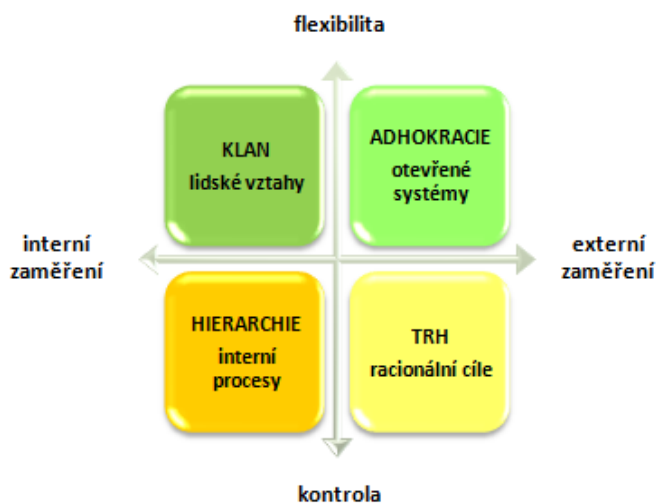 flexibilita
KLAN
lidské vztahy
ADHOKRACIE
otevřené
systémy
interní
zaměření
externí
zaměření
HIERARCHIE
interní
procesy
TRH
racionální cíle
kontrola